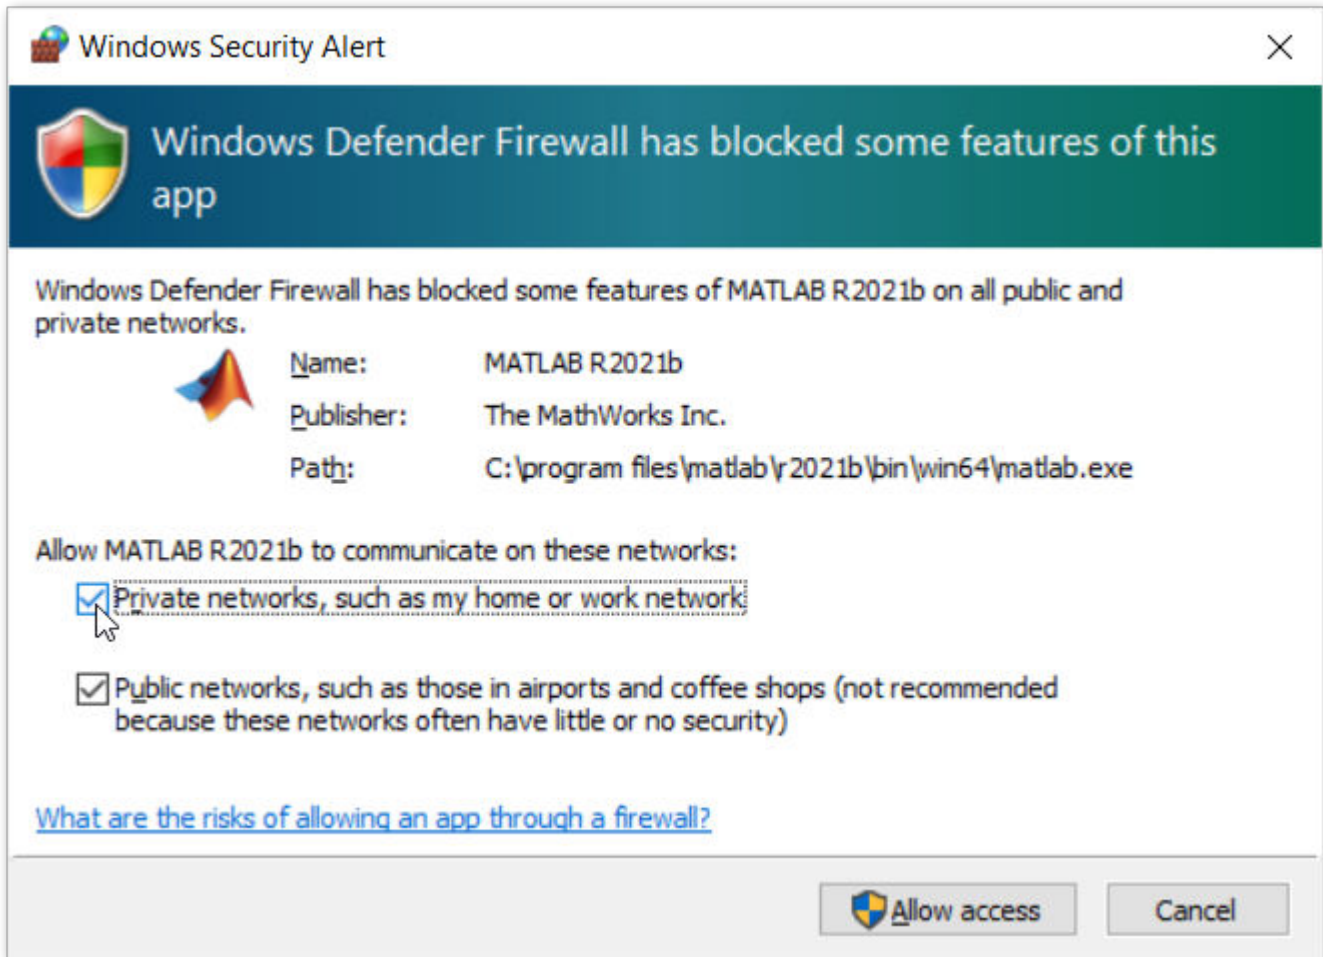 Windows Security Alert
Windows Defender Firewall has blocked some features of this
app
Windows Defender Firewall has blocked some features of MATLAB R2021b on all public and
private networks.
Name: MATLAB R2021b
Publisher: The MathWorks Inc.
Path: C:\program files\matlab\r2021b\bin\win64\matlab.exe
Allow MATLAB R2021b to communicate on these networks:
Private networks, such as my home or work network
Public networks, such as those in airports and coffee shops (not recommended
because these networks often have little or no security)
What are the risks of allowing an app through a firewall?
Allow access Cancel